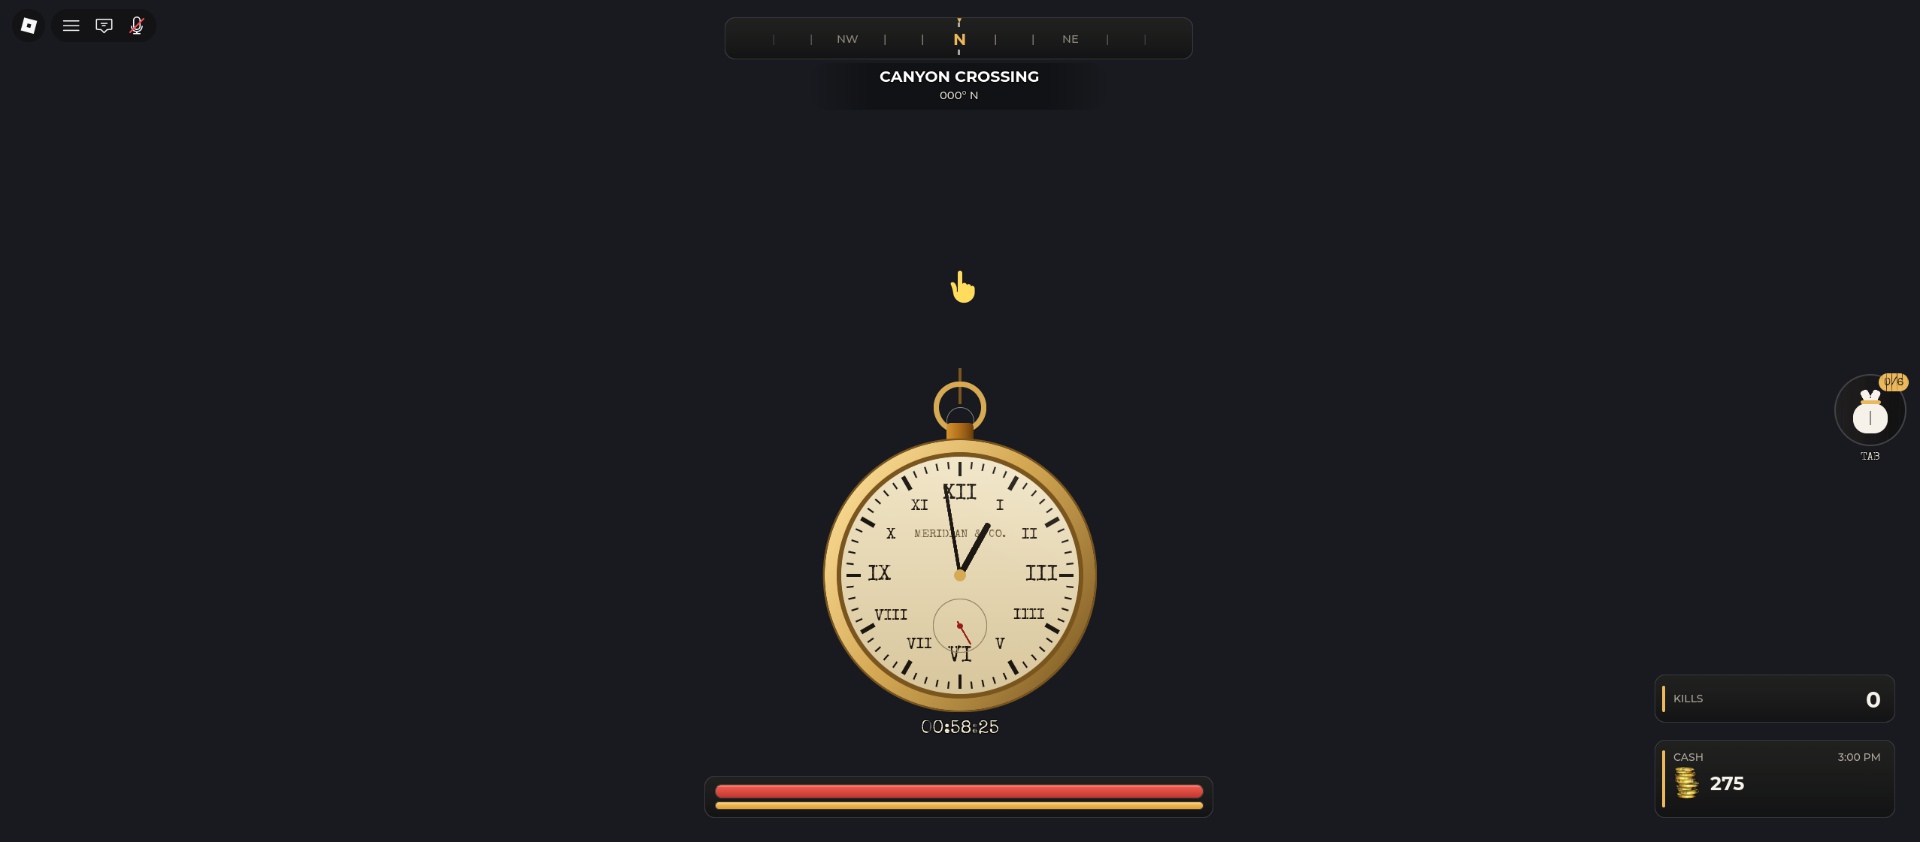 NW
N
NE
CANYON CROSSING
000° N
0/6
TAB
XII
XI
I
X
MERIDIAN & CO.
II
IX
III
VIII
IIII
VII
V
VI
00:58:25
KILLS
0
CASH
3:00 PM
275